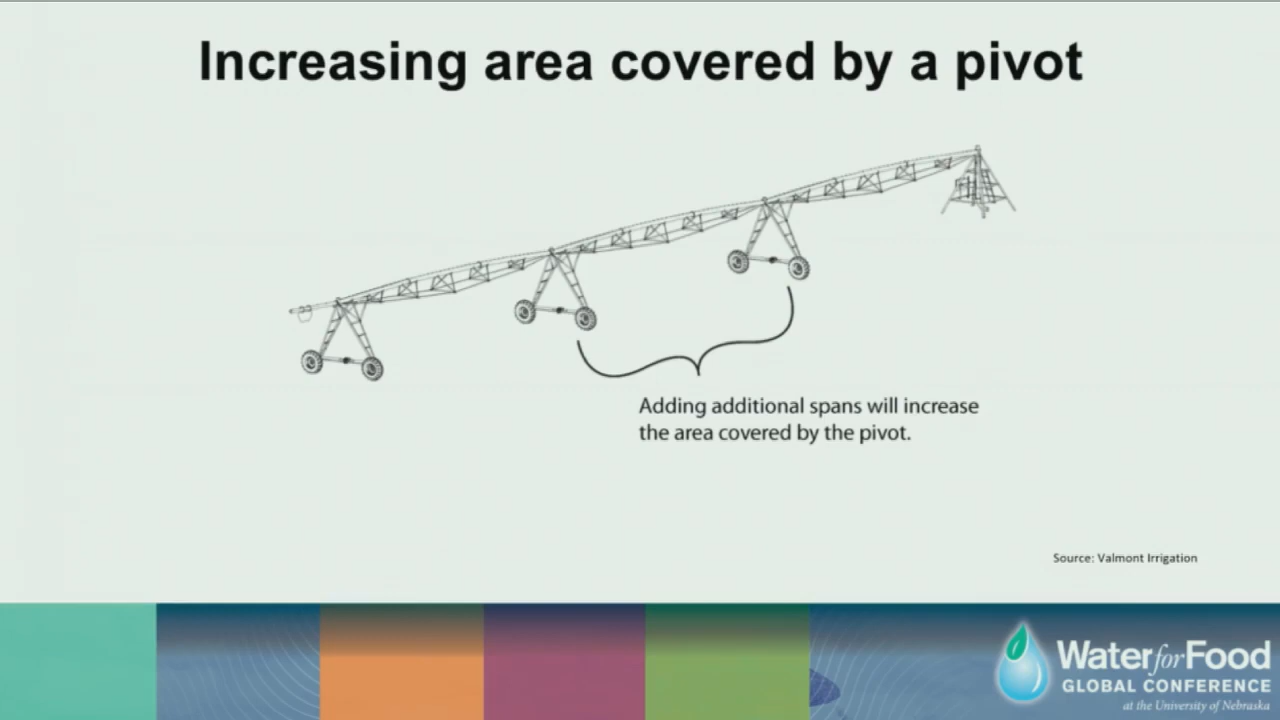 Increasing area covered by a pivot
Adding additional spans will increase
the area covered by the pivot.
Source: Valmont Irrigation
Water for Food
GLOBAL CONFERENCE
at the University of Nebraska